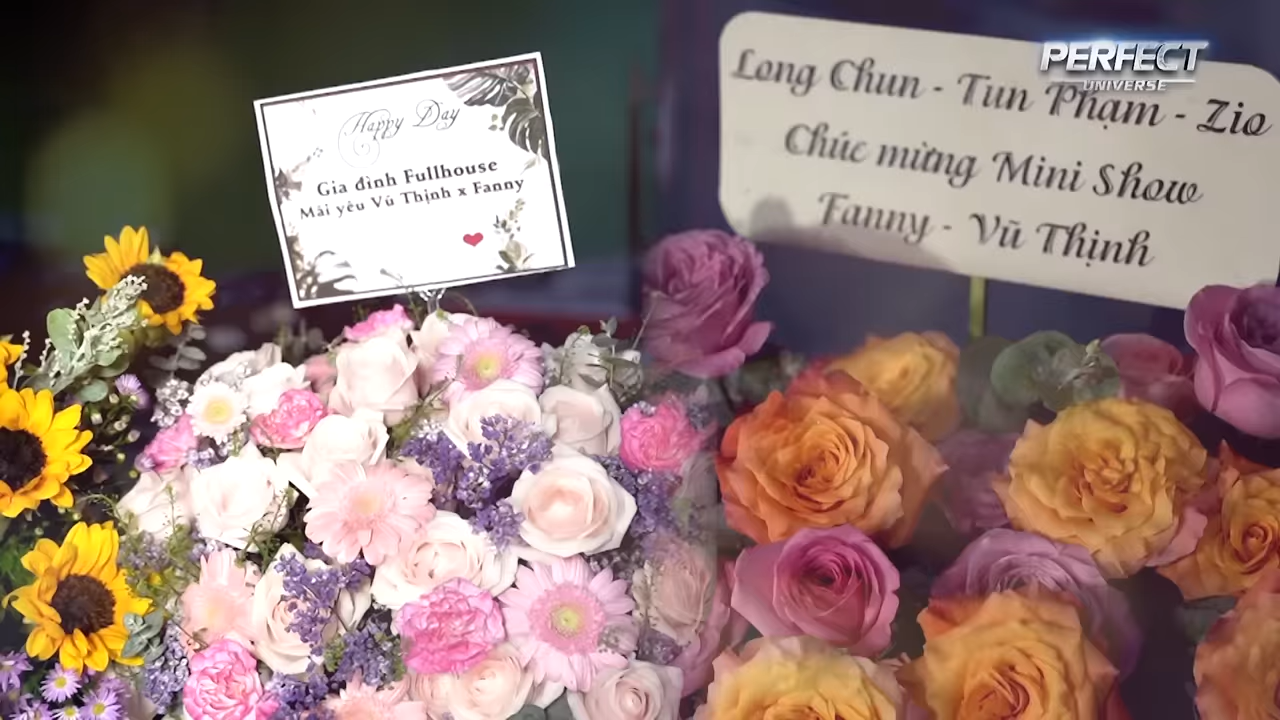 Happy Day
Gia đình Fullhouse
Mãi yêu Vũ Thịnh x Fanny
Long Chun - Tun Phạm - Zio
Chúc mừng Mini Show
Fanny - Vũ Thịnh
PERFECT
UNIVERSE